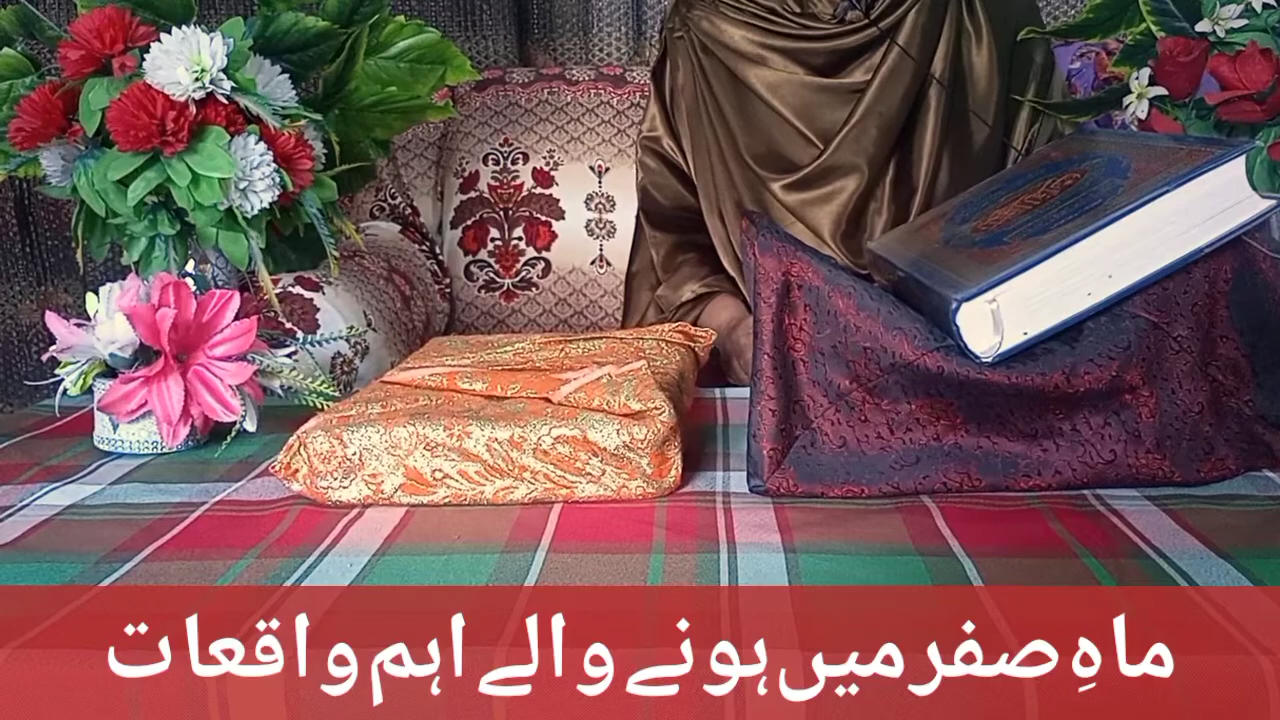 ماہِ صفر میں ہونے والے اہم واقعات